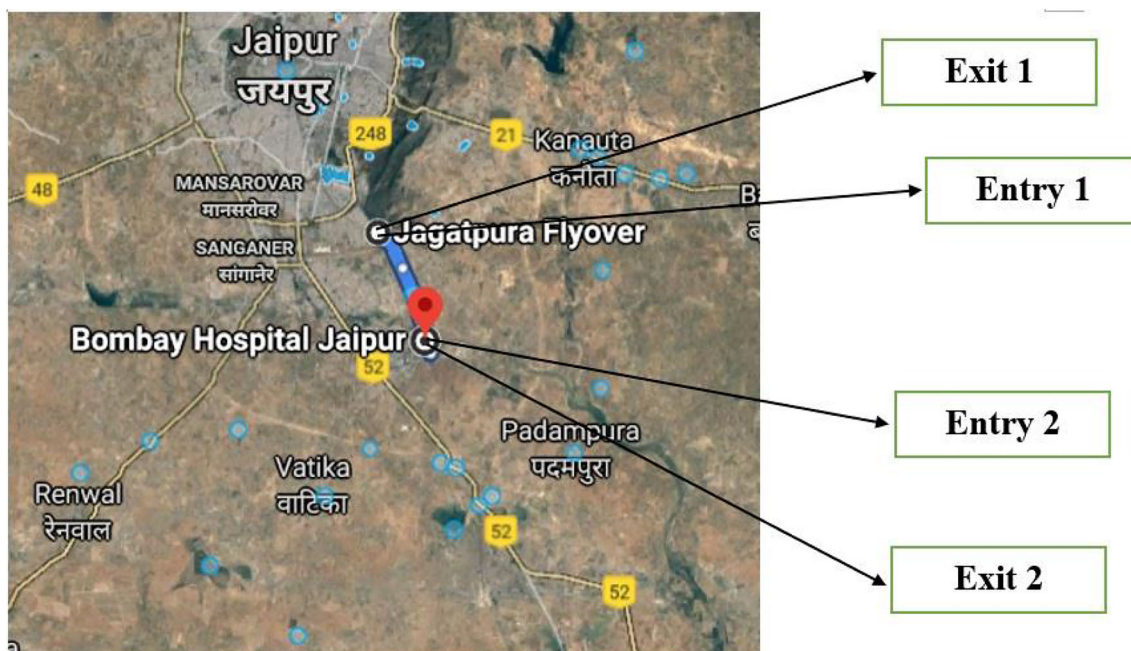 Jaipur
जयपुर
Exit 1
248
21
Kanauta
कनौता
48
MANSAROVAR
मानसरोवर
Ba
ब
Entry 1
Jagatpura Flyover
SANGANER
सांगानेर
Bombay Hospital Jaipur
52
Entry 2
Padampura
पदमपुरा
Vatika
वाटिका
Renwal
रेनवाल
52
52
Exit 2
a